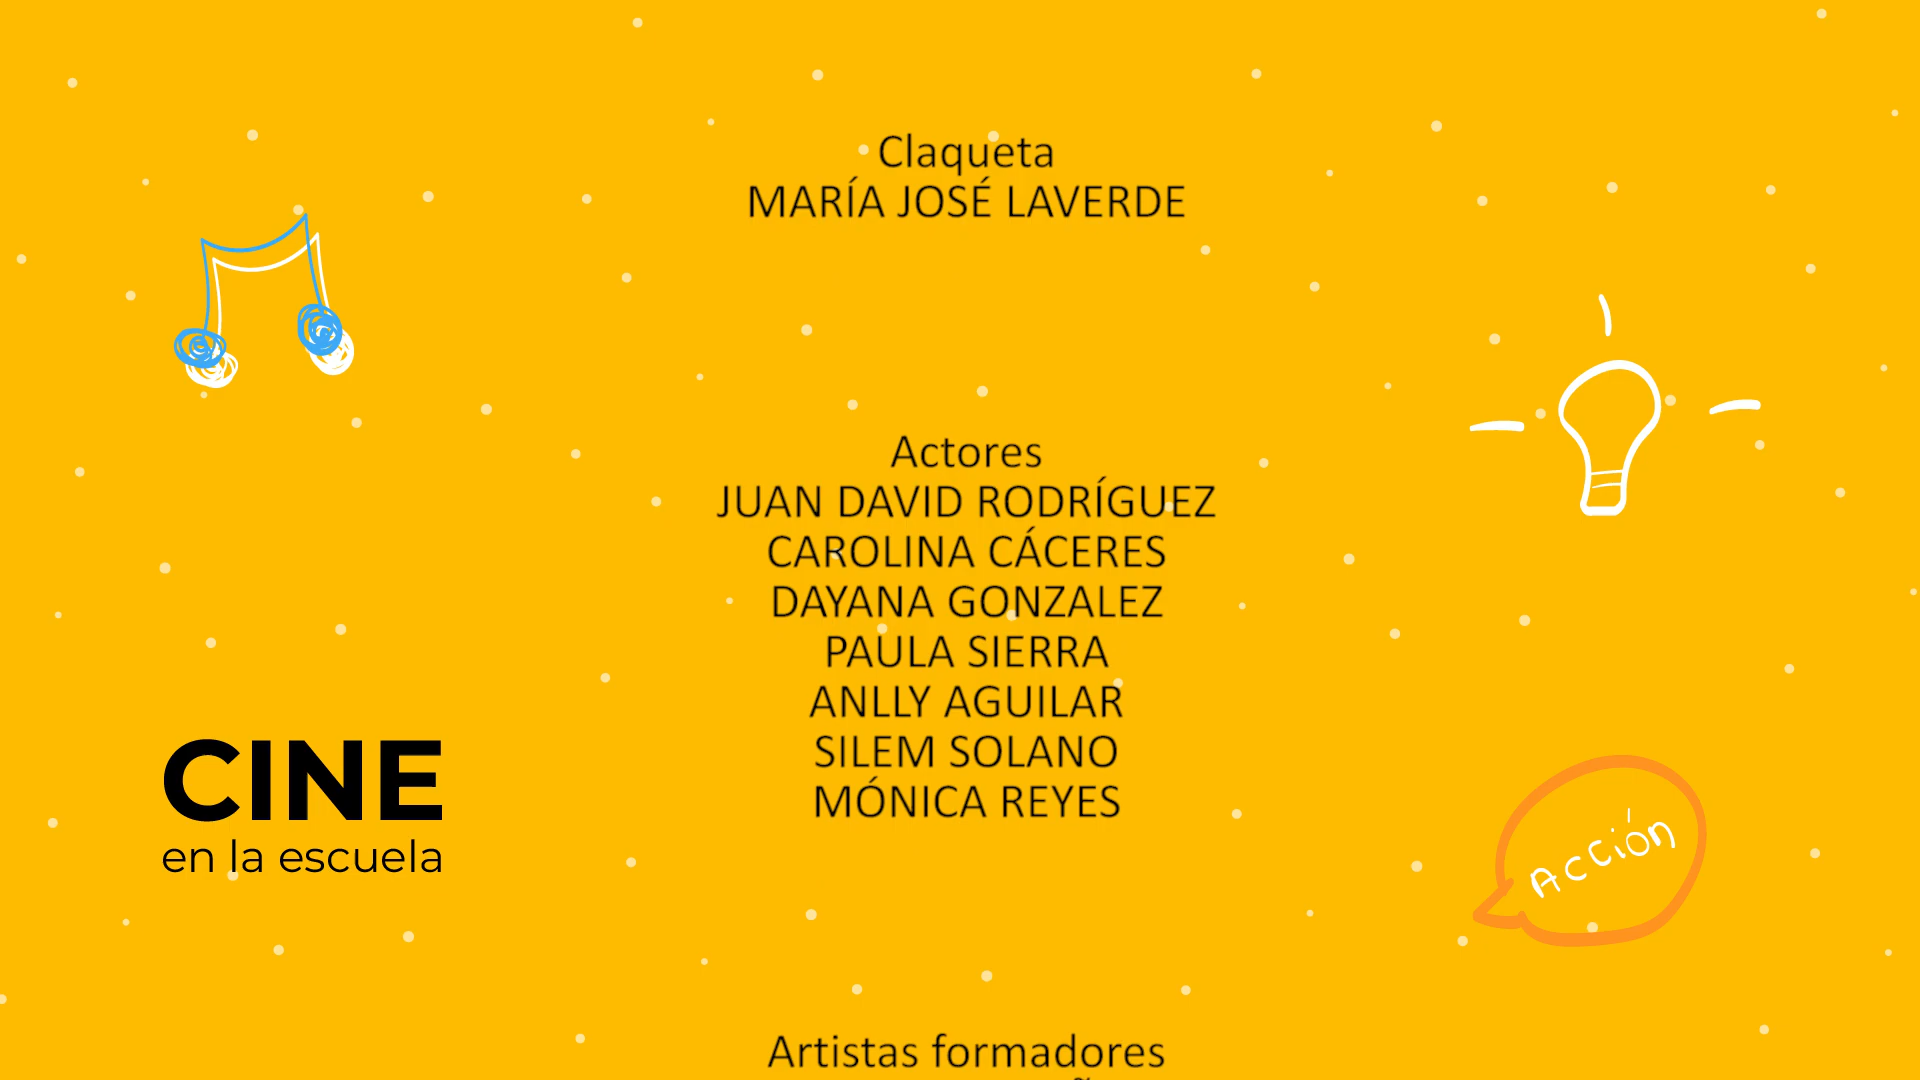 Claqueta
MARÍA JOSÉ LAVERDE
Actores
JUAN DAVID RODRÍGUEZ
CAROLINA CÁCERES
DAYANA GONZALEZ
PAULA SIERRA
ANLLY AGUILAR
SILEM SOLANO
MÓNICA REYES
CINE
en la escuela
Acción
Artistas formadores